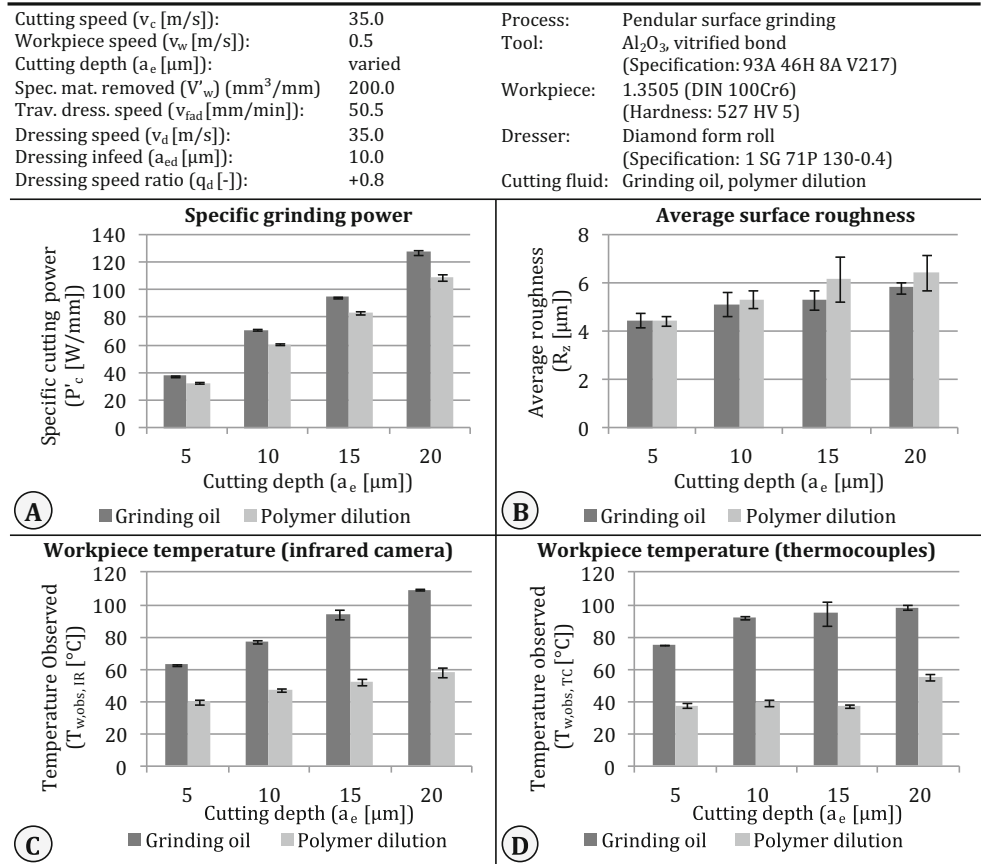 Cutting speed (v_c [m/s]): 35.0
Workpiece speed (v_w [m/s]): 0.5
Cutting depth (a_e [µm]): varied
Spec. mat. removed (V'_w) (mm³/mm) 200.0
Trav. dress. speed (v_fad [mm/min]): 50.5
Dressing speed (v_d [m/s]): 35.0
Dressing infeed (a_ed [µm]): 10.0
Dressing speed ratio (q_d [-]): +0.8
Process: Pendular surface grinding
Tool: Al₂O₃, vitrified bond
(Specification: 93A 46H 8A V217)
Workpiece: 1.3505 (DIN 100Cr6)
(Hardness: 527 HV 5)
Dresser: Diamond form roll
(Specification: 1 SG 71P 130-0.4)
Cutting fluid: Grinding oil, polymer dilution
Specific grinding power
Specific cutting power
(P'_c [W/mm])
140
120
100
80
60
40
20
0
5 10 15 20
Cutting depth (a_e [µm])
A
Grinding oil Polymer dilution
Average surface roughness
Average roughness
(R_z [µm])
8
6
4
2
0
5 10 15 20
Cutting depth (a_e [µm])
B
Grinding oil Polymer dilution
Workpiece temperature (infrared camera)
Temperature Observed
(T_w,obs, IR [°C])
120
100
80
60
40
20
0
5 10 15 20
Cutting depth (a_e [µm])
C
Grinding oil Polymer dilution
Workpiece temperature (thermocouples)
Temperature observed
(T_w,obs, TC [°C])
120
100
80
60
40
20
0
5 10 15 20
Cutting depth (a_e [µm])
D
Grinding oil Polymer dilution